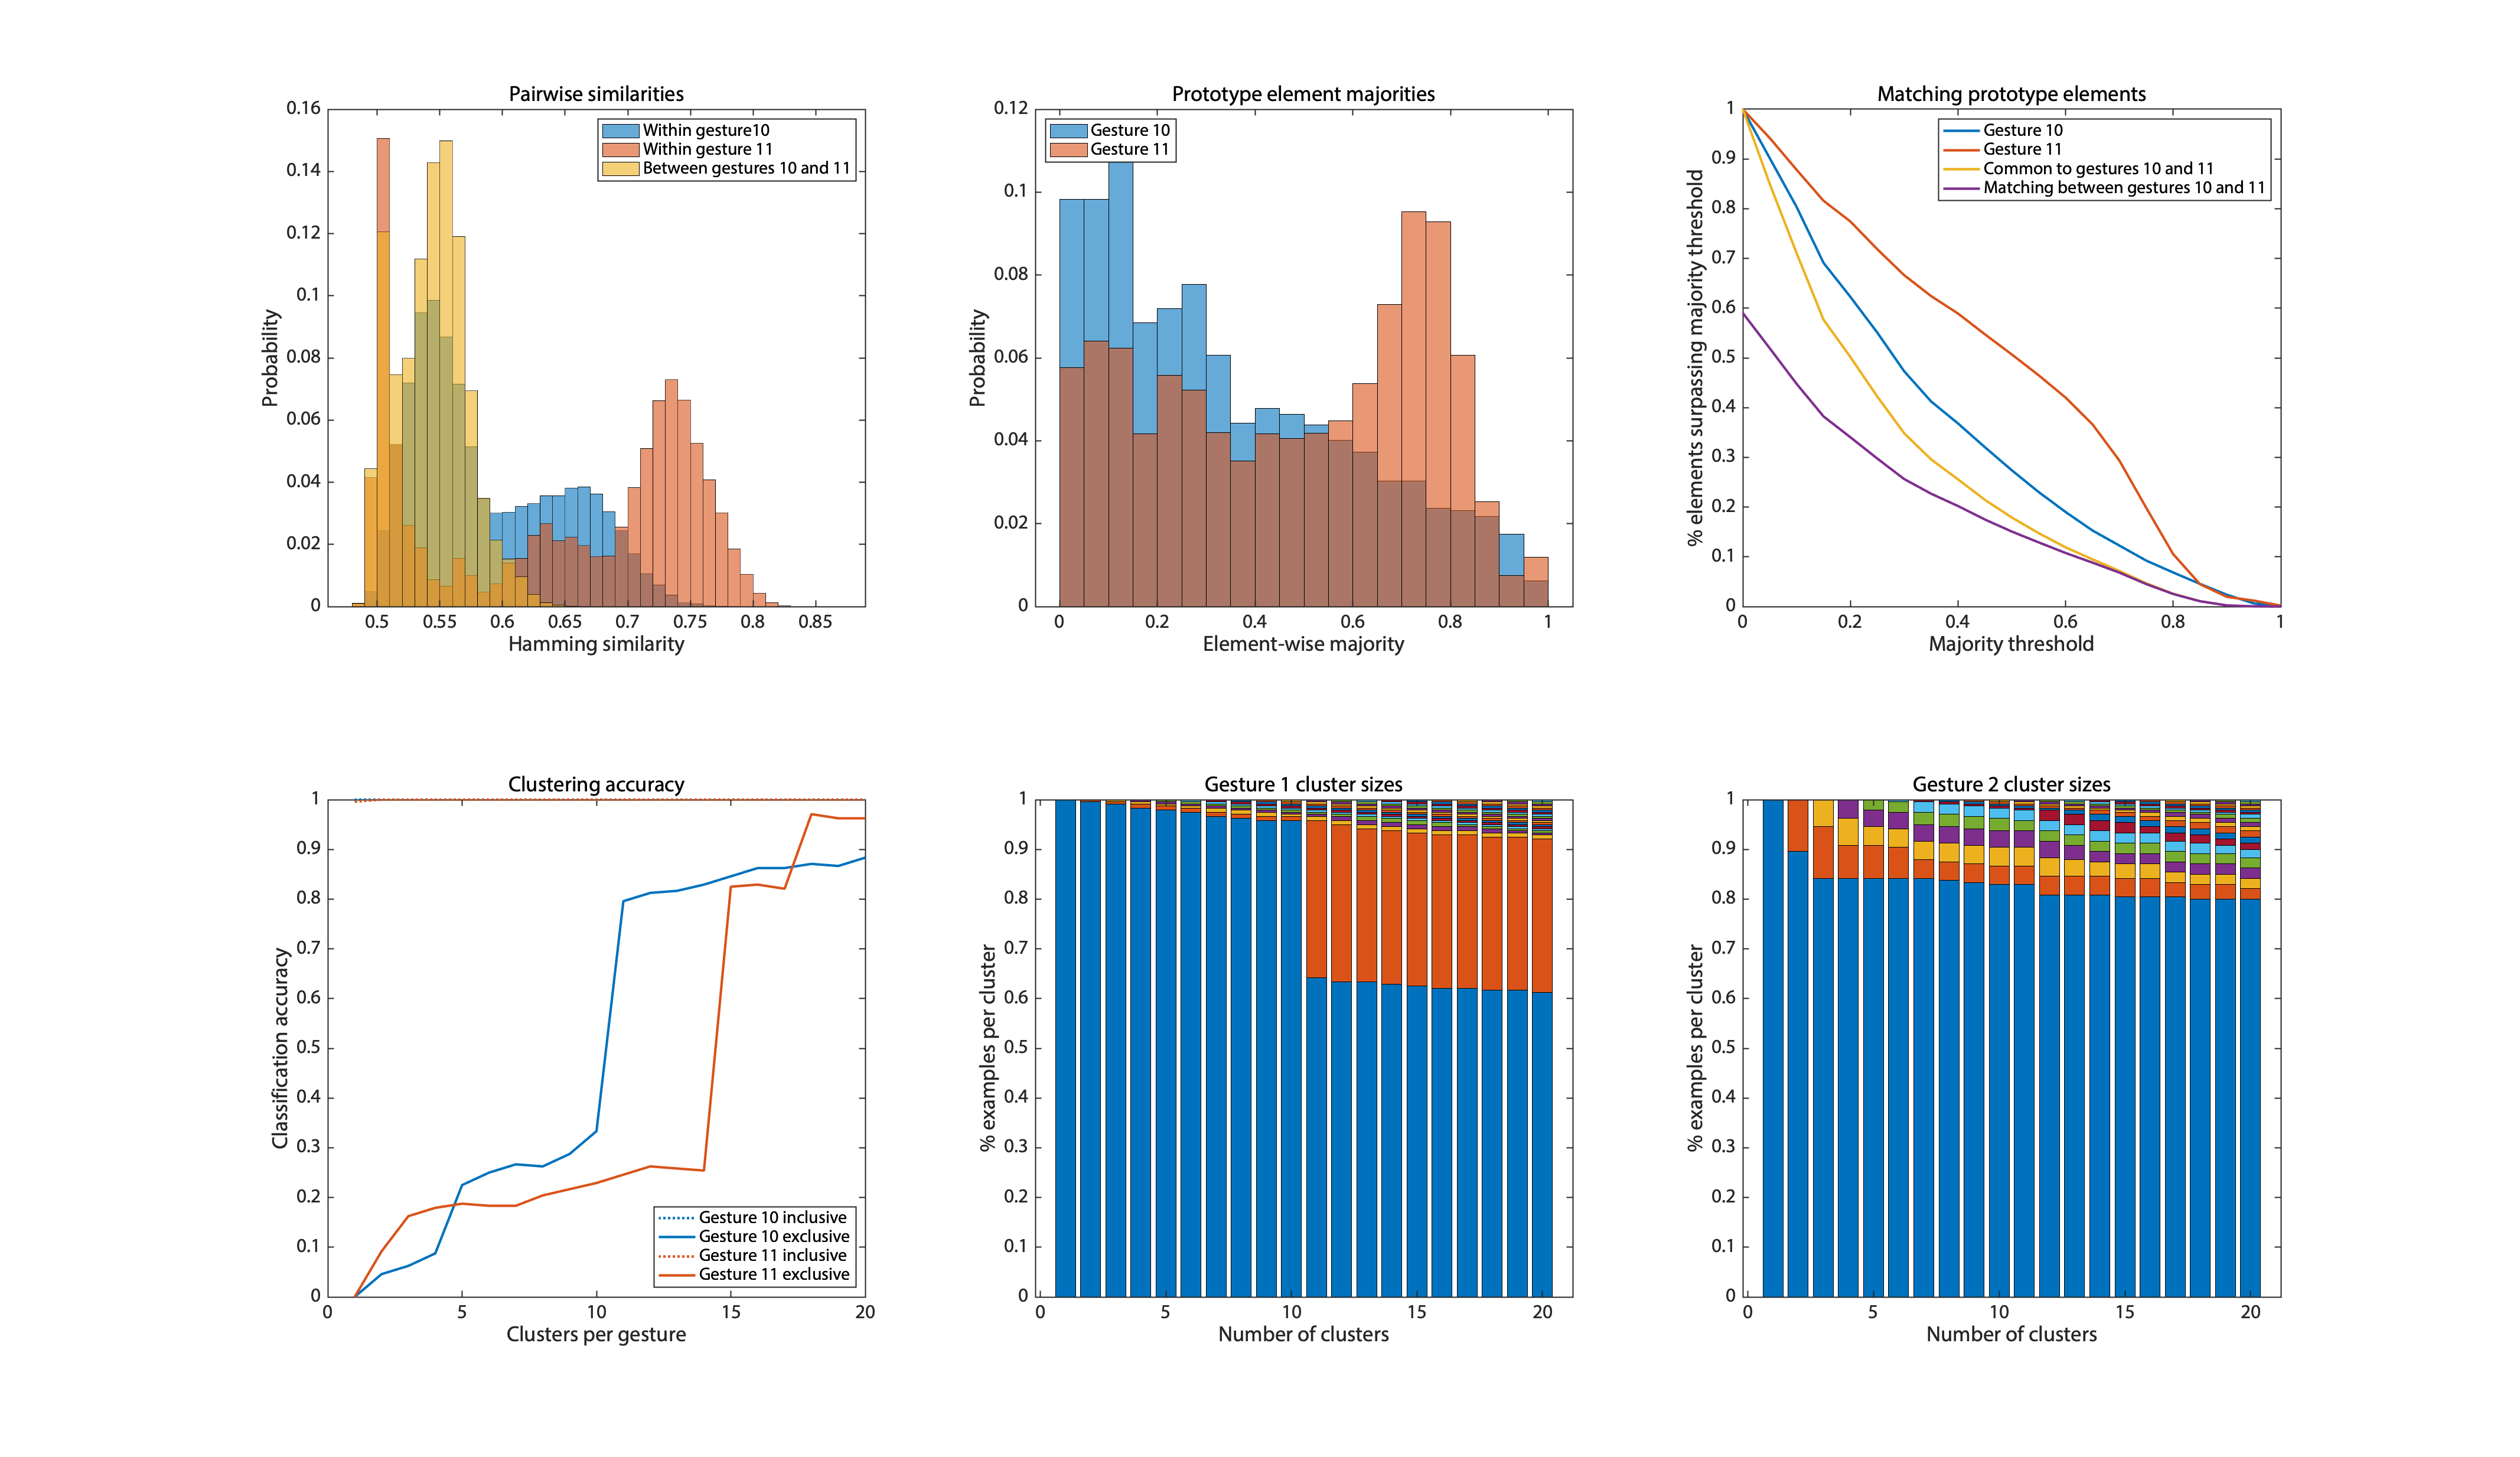 Pairwise similarities
0.16
0.14
0.12
0.1
0.08
0.06
0.04
0.02
0
Probability
Within gesture10
Within gesture 11
Between gestures 10 and 11
0.5 0.55 0.6 0.65 0.7 0.75 0.8 0.85
Hamming similarity
Prototype element majorities
0.12
0.1
0.08
0.06
0.04
0.02
0
Probability
Gesture 10
Gesture 11
0 0.2 0.4 0.6 0.8 1
Element-wise majority
Matching prototype elements
1
0.9
0.8
0.7
0.6
0.5
0.4
0.3
0.2
0.1
0
% elements surpassing majority threshold
Gesture 10
Gesture 11
Common to gestures 10 and 11
Matching between gestures 10 and 11
0 0.2 0.4 0.6 0.8 1
Majority threshold
Clustering accuracy
1
0.9
0.8
0.7
0.6
0.5
0.4
0.3
0.2
0.1
0
Classification accuracy
Gesture 10 inclusive
Gesture 10 exclusive
Gesture 11 inclusive
Gesture 11 exclusive
0 5 10 15 20
Clusters per gesture
Gesture 1 cluster sizes
1
0.9
0.8
0.7
0.6
0.5
0.4
0.3
0.2
0.1
0
% examples per cluster
0 5 10 15 20
Number of clusters
Gesture 2 cluster sizes
1
0.9
0.8
0.7
0.6
0.5
0.4
0.3
0.2
0.1
0
% examples per cluster
0 5 10 15 20
Number of clusters